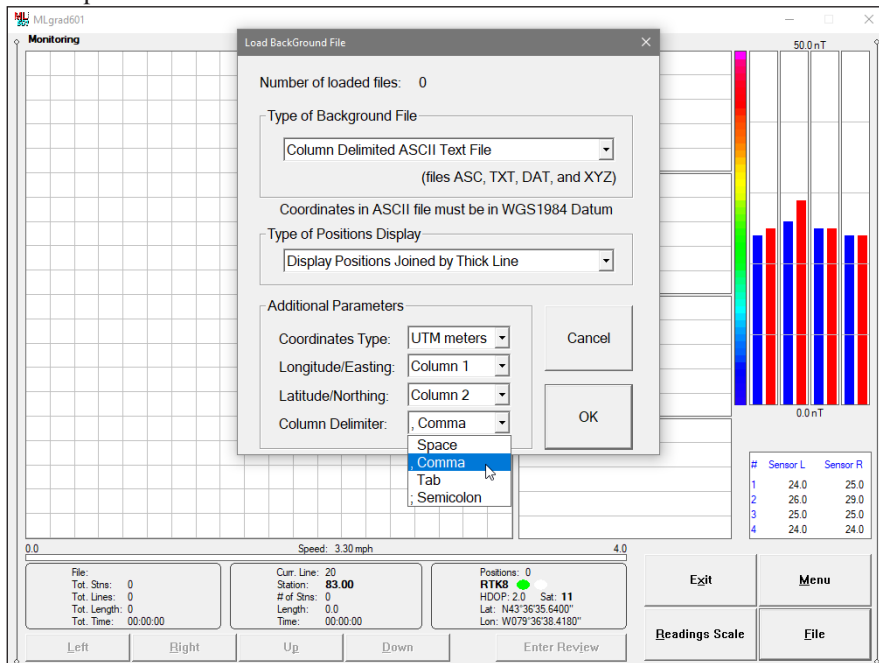 MLgrad601
Monitoring
50.0 nT
Load BackGround File
Number of loaded files: 0
Type of Background File
Column Delimited ASCII Text File
(files ASC, TXT, DAT, and XYZ)
Coordinates in ASCII file must be in WGS1984 Datum
Type of Positions Display
Display Positions Joined by Thick Line
Additional Parameters
Coordinates Type: UTM meters
Longitude/Easting: Column 1
Latitude/Northing: Column 2
Column Delimiter: , Comma
Space
, Comma
Tab
; Semicolon
Cancel
OK
0.0 nT
# Sensor L Sensor R
1 24.0 25.0
2 26.0 29.0
3 25.0 25.0
4 24.0 24.0
0.0 Speed: 3.30 mph 4.0
File:
Tot. Stns: 0
Tot. Lines: 0
Tot. Length: 0
Tot. Time: 00:00:00
Curr. Line: 20
Station: 83.00
# of Stns: 0
Length: 0.0
Time: 00:00:00
Positions: 0
RTK8
HDOP: 2.0 Sat: 11
Lat: N43°36'35.6400"
Lon: W079°36'38.4180"
Exit
Menu
Readings Scale
File
Left
Right
Up
Down
Enter Review